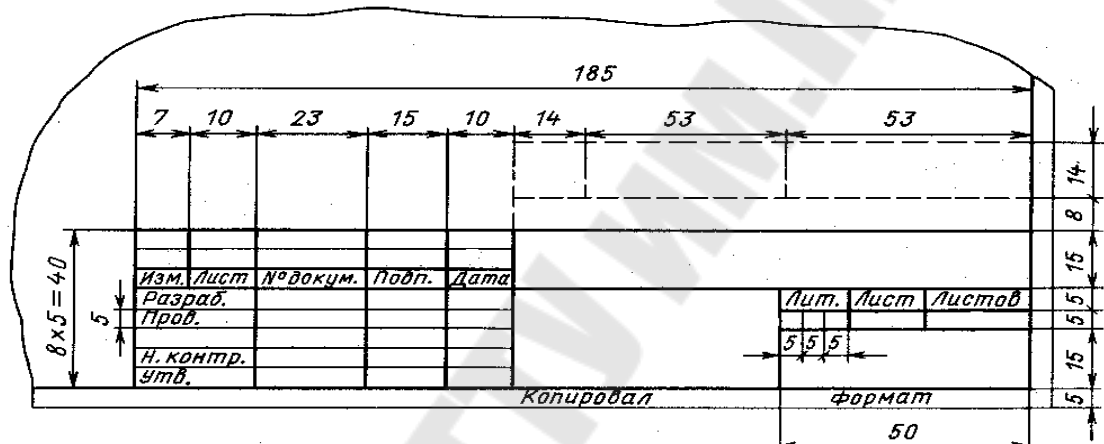 185
7 10 23 15 10 14 53 53
14
8
15
8×5=40
Изм. Лист №докум. Подп. Дата
Разраб. Лит. Лист Листов 5
5 Пров. 5
5 5 5
Н. контр. 15
Утв.
Копировал формат 5
50
ТУ ИМ.